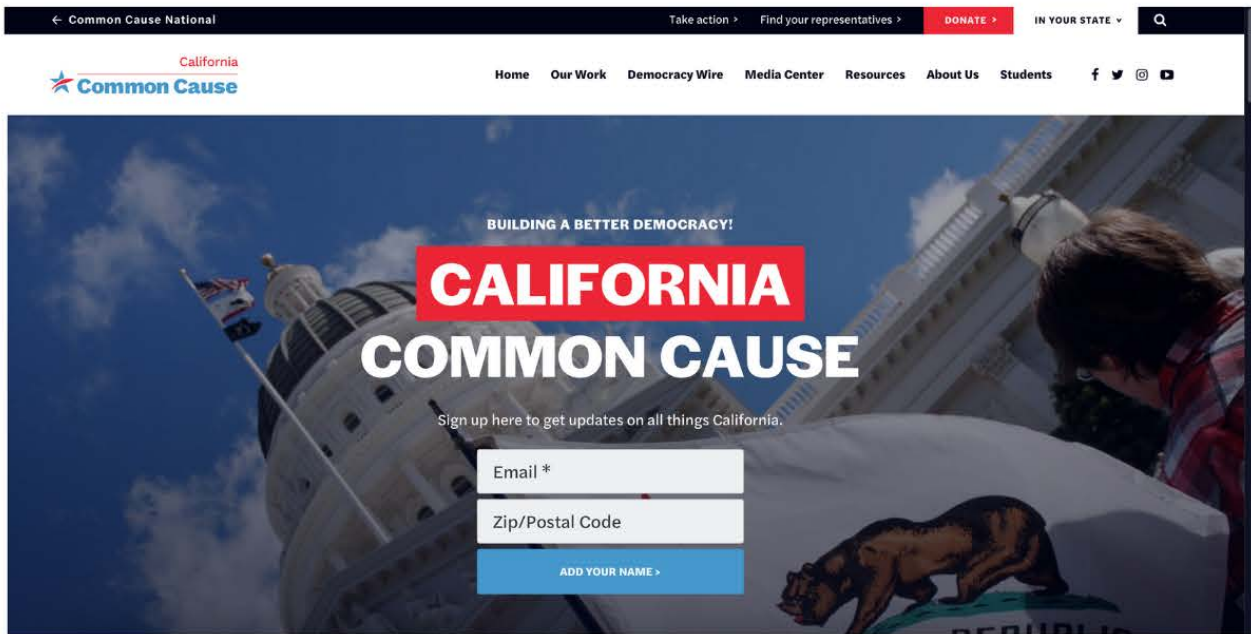 ← Common Cause National
Take action >
Find your representatives >
DONATE >
IN YOUR STATE
California
Common Cause
Home
Our Work
Democracy Wire
Media Center
Resources
About Us
Students
BUILDING A BETTER DEMOCRACY!
CALIFORNIA
COMMON CAUSE
Sign up here to get updates on all things California.
Email *
Zip/Postal Code
ADD YOUR NAME >